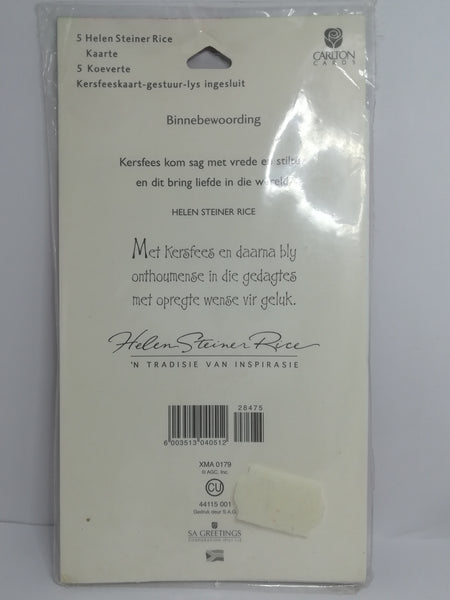 5 Helen Steiner Rice
Kaarte
5 Koeverte
Kersfeeskaart-gestuur-lys ingesluit
CARLTON
CARDS
Binnebewoording
Kersfees kom sag met vrede en stilte
en dit bring liefde in die wêreld
HELEN STEINER RICE
Met Kersfees en daarna bly
onthoumense in die gedagtes
met opregte wense vir geluk.
Helen Steiner Rice
'N TRADISIE VAN INSPIRASIE
28475
6 003513 040512
XMA 0179
© AGC, Inc.
CU
44115 001
Gedruk deur S.A.G
SA GREETINGS